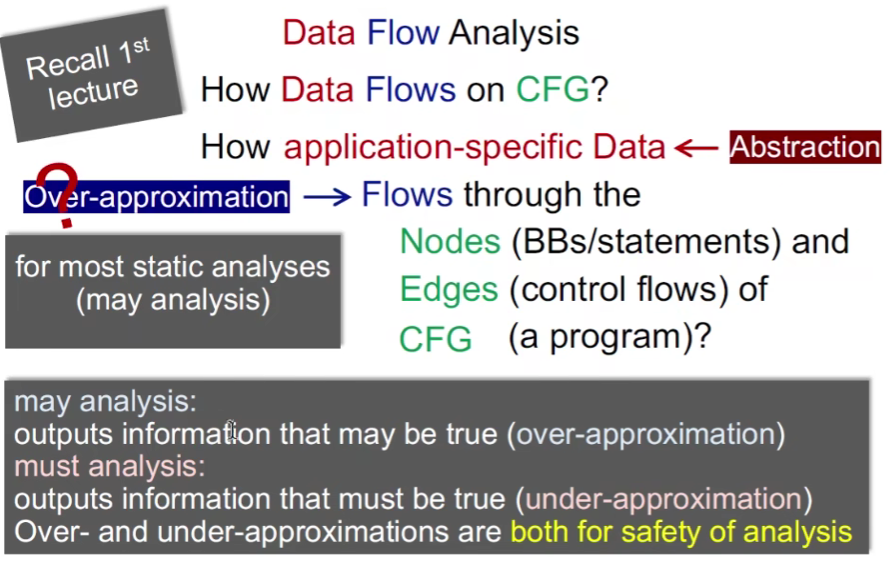 Recall 1st
lecture
Data Flow Analysis
How Data Flows on CFG?
How application-specific Data ← Abstraction
?
Over-approximation → Flows through the
Nodes (BBs/statements) and
for most static analyses
(may analysis)
Edges (control flows) of
CFG (a program)?
may analysis:
outputs information that may be true (over-approximation)
must analysis:
outputs information that must be true (under-approximation)
Over- and under-approximations are both for safety of analysis